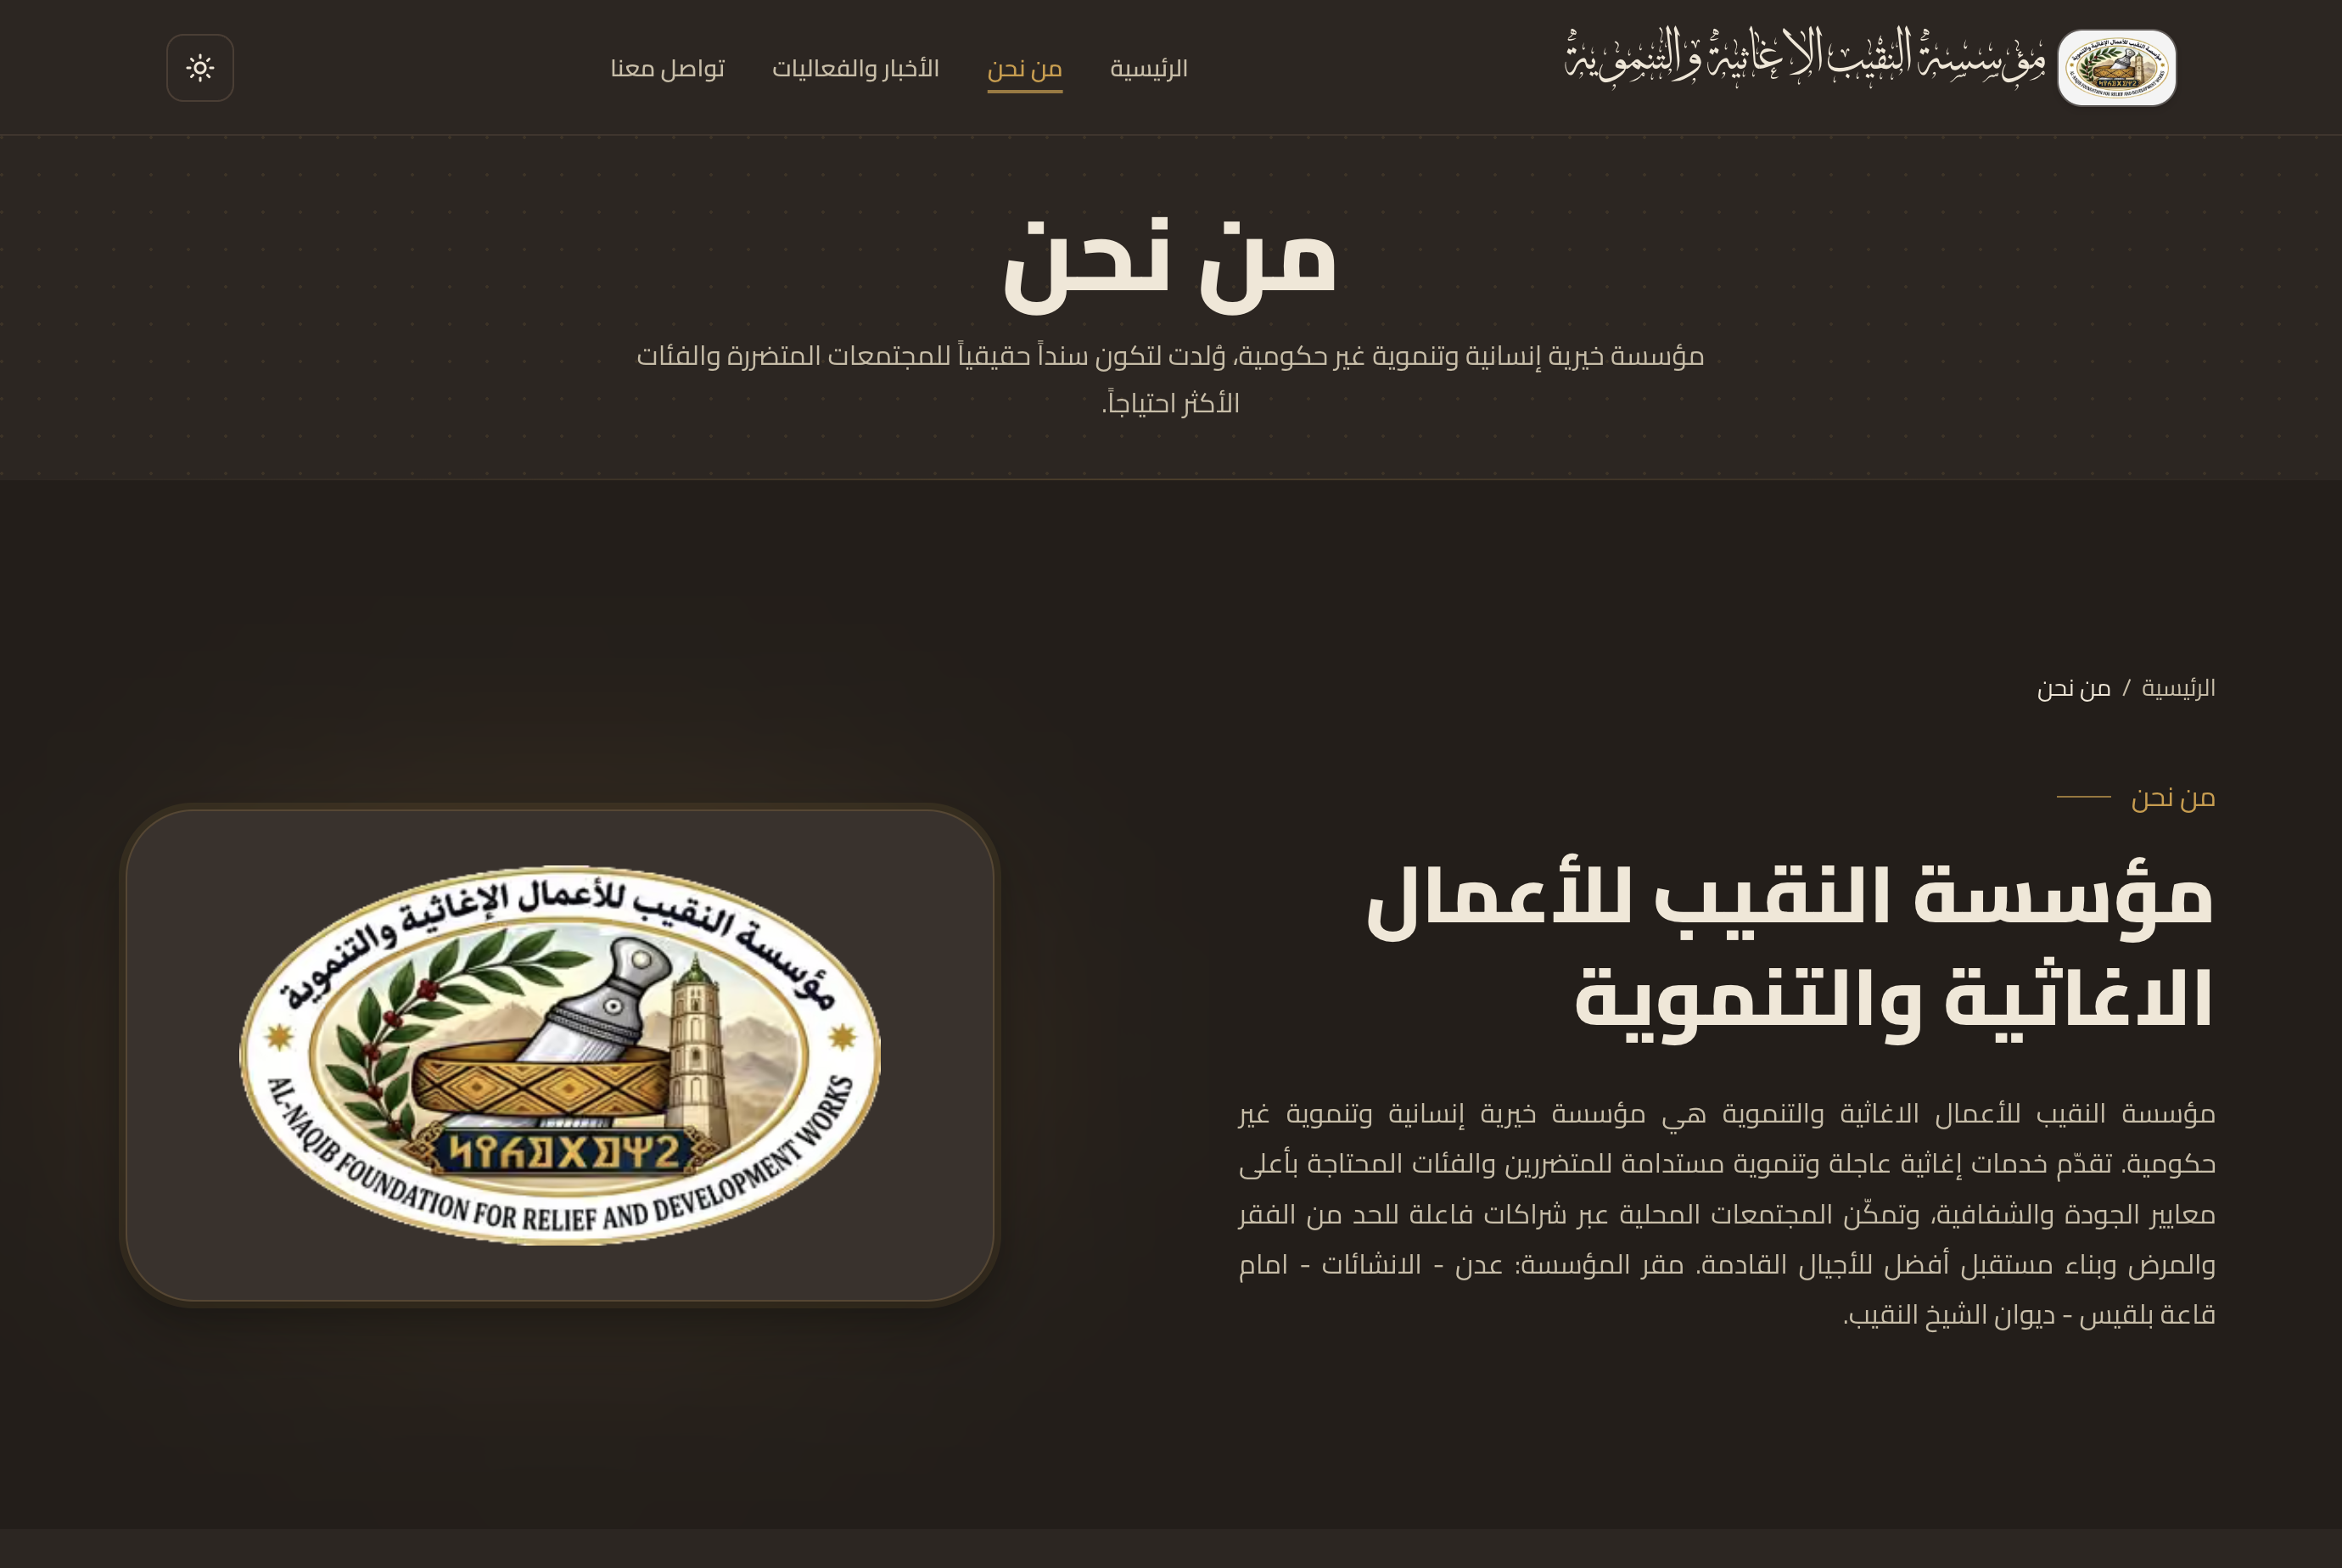 مؤسسة النقيب الاغاثية والتنموية
الرئيسية
من نحن
الأخبار والفعاليات
تواصل معنا
من نحن
مؤسسة خيرية إنسانية وتنموية غير حكومية، وُلدت لتكون سنداً حقيقياً للمجتمعات المتضررة والفئات
الأكثر احتياجاً.
الرئيسية / من نحن
من نحن
مؤسسة النقيب للأعمال
الاغاثية والتنموية
مؤسسة النقيب للأعمال الاغاثية والتنموية هي مؤسسة خيرية إنسانية وتنموية غير
حكومية. تقدّم خدمات إغاثية عاجلة وتنموية مستدامة للمتضررين والفئات المحتاجة بأعلى
معايير الجودة والشفافية، وتمكّن المجتمعات المحلية عبر شراكات فاعلة للحد من الفقر
والمرض وبناء مستقبل أفضل للأجيال القادمة. مقر المؤسسة: عدن - الانشائات - امام
قاعة بلقيس - ديوان الشيخ النقيب.
مؤسسة النقيب للأعمال الإغاثية والتنموية
AL-NAQIB FOUNDATION FOR RELIEF AND DEVELOPMENT WORKS